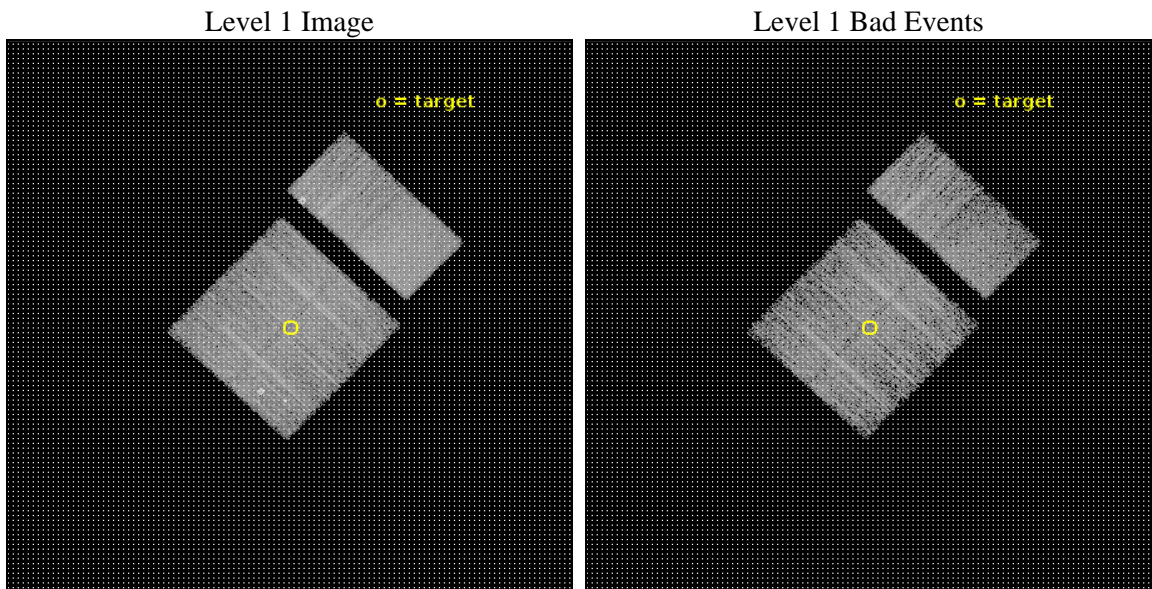 Level 1 Image
Level 1 Bad Events
o = target
o = target